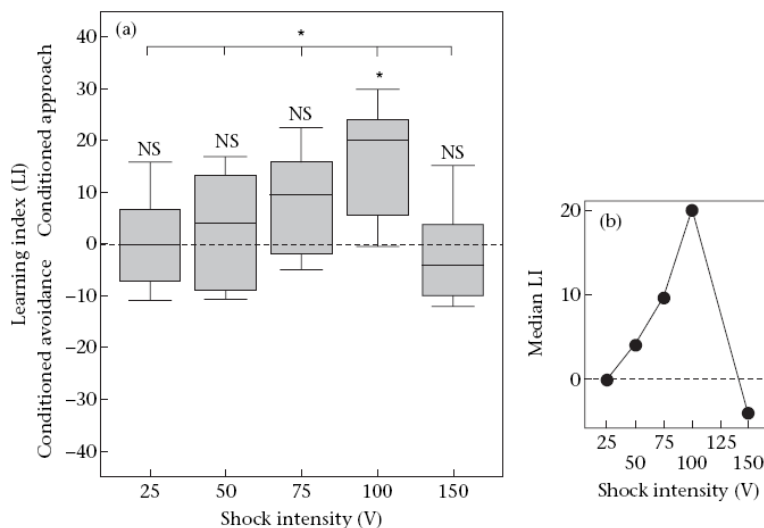 (a)
*
*
NS
NS
NS
NS
40
30
20
10
0
−10
−20
−30
−40
Learning index (LI)
Conditioned avoidance Conditioned approach
25 50 75 100 150
Shock intensity (V)
(b)
20
10
0
Median LI
25 75 125
50 100 150
Shock intensity (V)